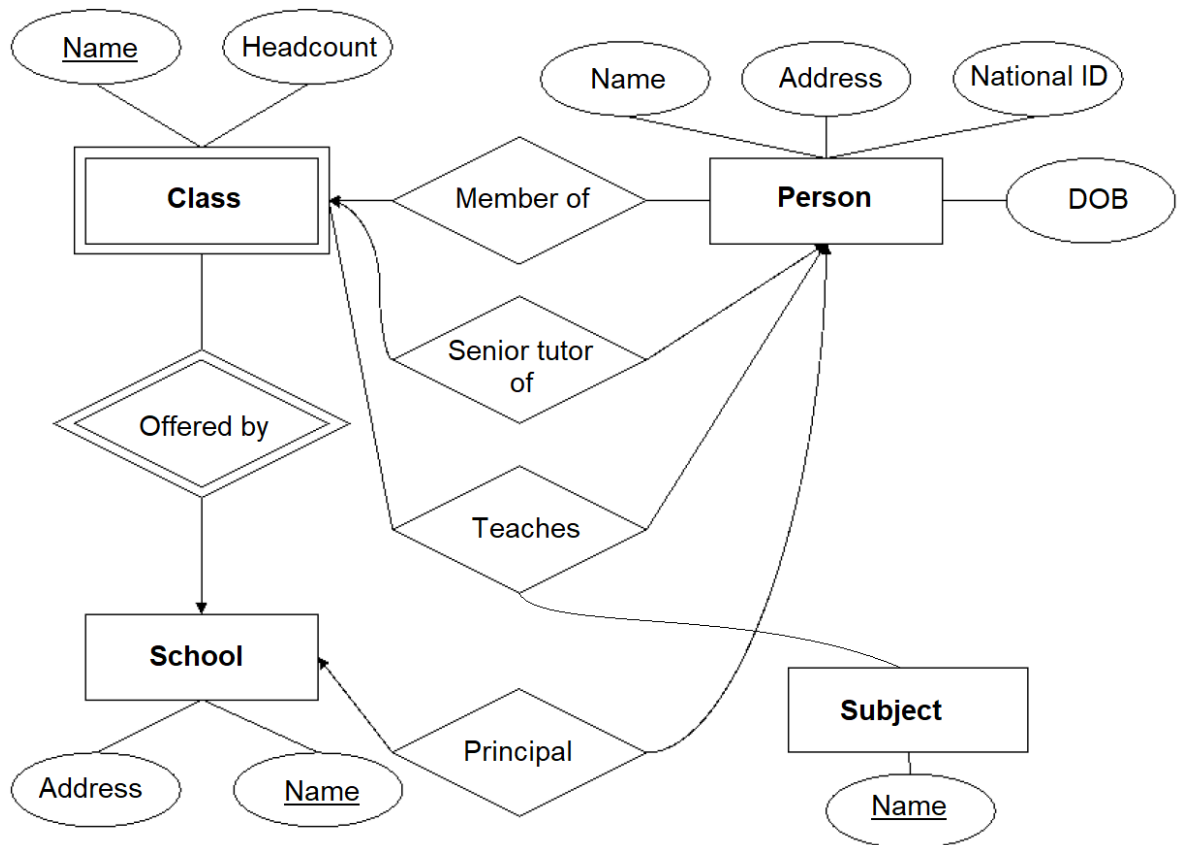 Name
Headcount
Name
Address
National ID
Class
Member of
Person
DOB
Senior tutor
of
Offered by
Teaches
School
Subject
Principal
Address
Name
Name